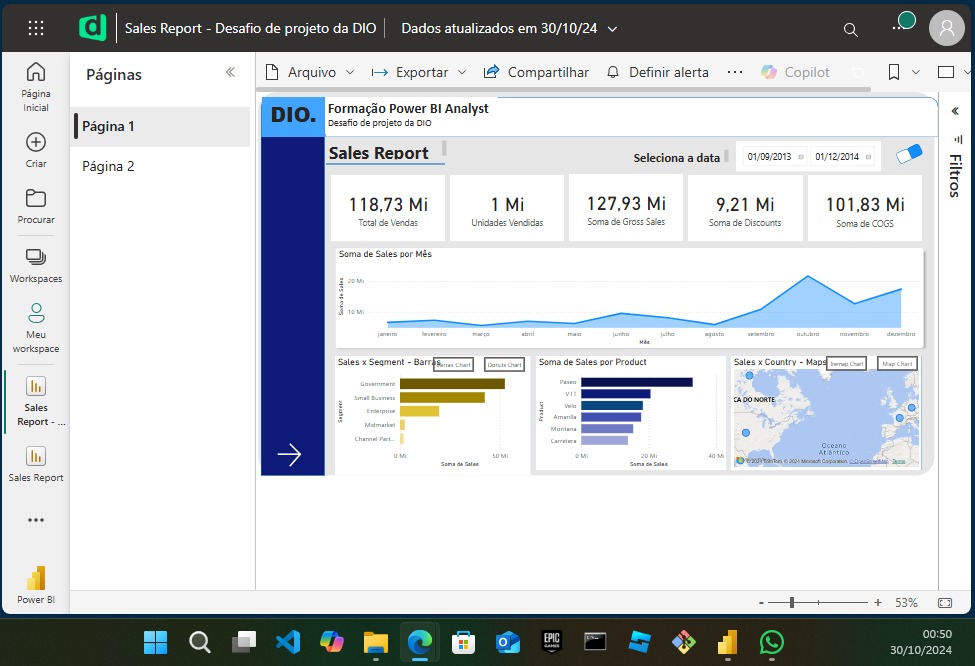 Sales Report - Desafio de projeto da DIO
Dados atualizados em 30/10/24
Página Inicial
Criar
Procurar
Workspaces
Meu workspace
Sales Report - ...
Sales Report
Power BI
Páginas
Página 1
Página 2
Arquivo
Exportar
Compartilhar
Definir alerta
Copilot
DIO.
Formação Power BI Analyst
Desafio de projeto da DIO
Sales Report
Seleciona a data
01/09/2013
01/12/2014
Filtros
118,73 Mi
Total de Vendas
1 Mi
Unidades Vendidas
127,93 Mi
Soma de Gross Sales
9,21 Mi
Soma de Discounts
101,83 Mi
Soma de COGS
Soma de Sales por Mês
Soma de Sales
20 Mi
10 Mi
janeiro fevereiro março abril maio junho julho agosto setembro outubro novembro dezembro
Mês
Sales x Segment - Barras
Barras Chart
Donuts Chart
Segment
Government
Small Business
Enterprise
Midmarket
Channel Part...
0 Mi 50 Mi
Soma de Sales
Soma de Sales por Product
Product
Paseo
VTT
Velo
Amarilla
Montana
Carretera
0 Mi 20 Mi 40 Mi
Soma de Sales
Sales x Country - Maps
Map Chart
CA DO NORTE
Oceano
Atlântico
© 2024 TomTom, © 2024 Microsoft Corporation, © OpenStreetMap Terms
53%
EPIC
GAMES
00:50
30/10/2024